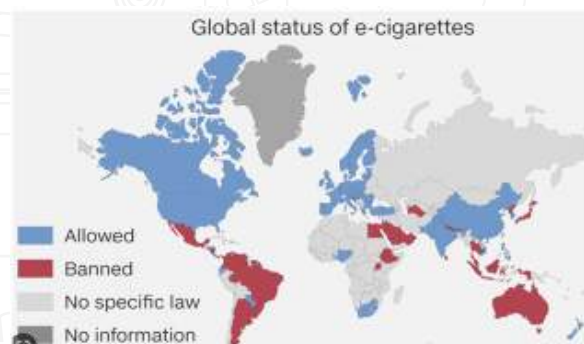 Global status of e-cigarettes
Allowed
Banned
No specific law
No information